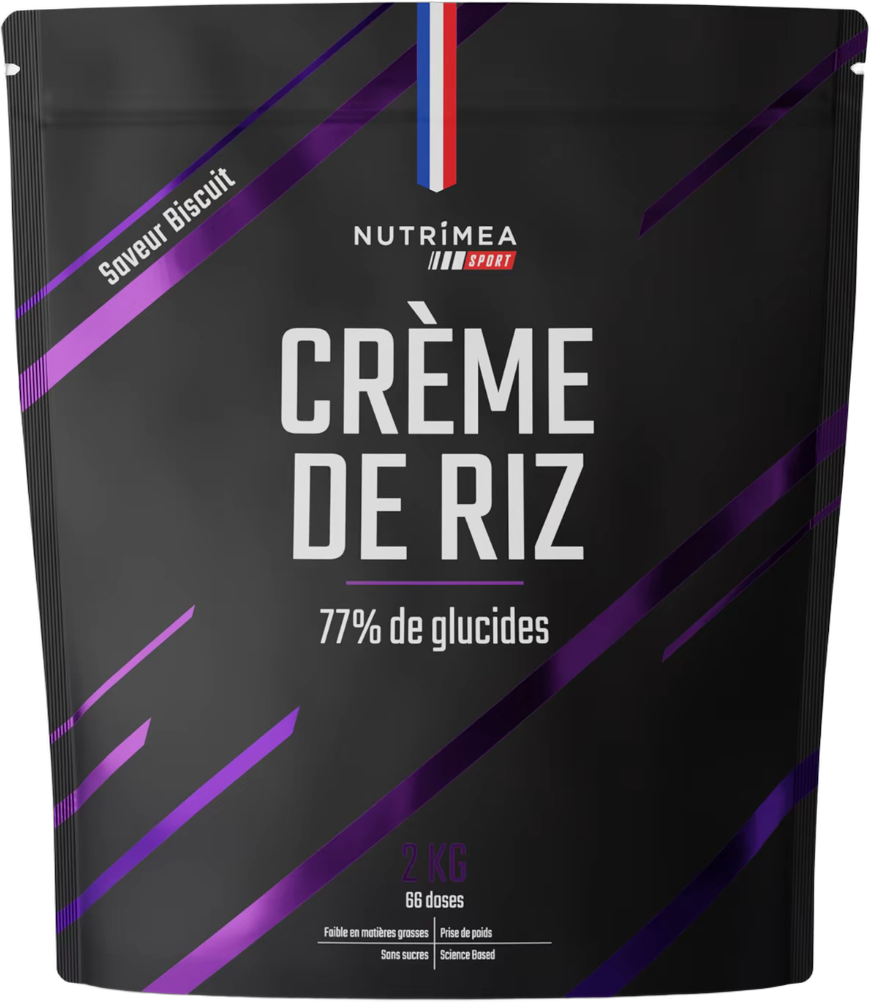 Saveur Biscuit
NUTRIMEA
SPORT
CRÈME
DE RIZ
77% de glucides
2 KG
66 doses
Faible en matières grasses
Prise de poids
Sans sucres
Science Based